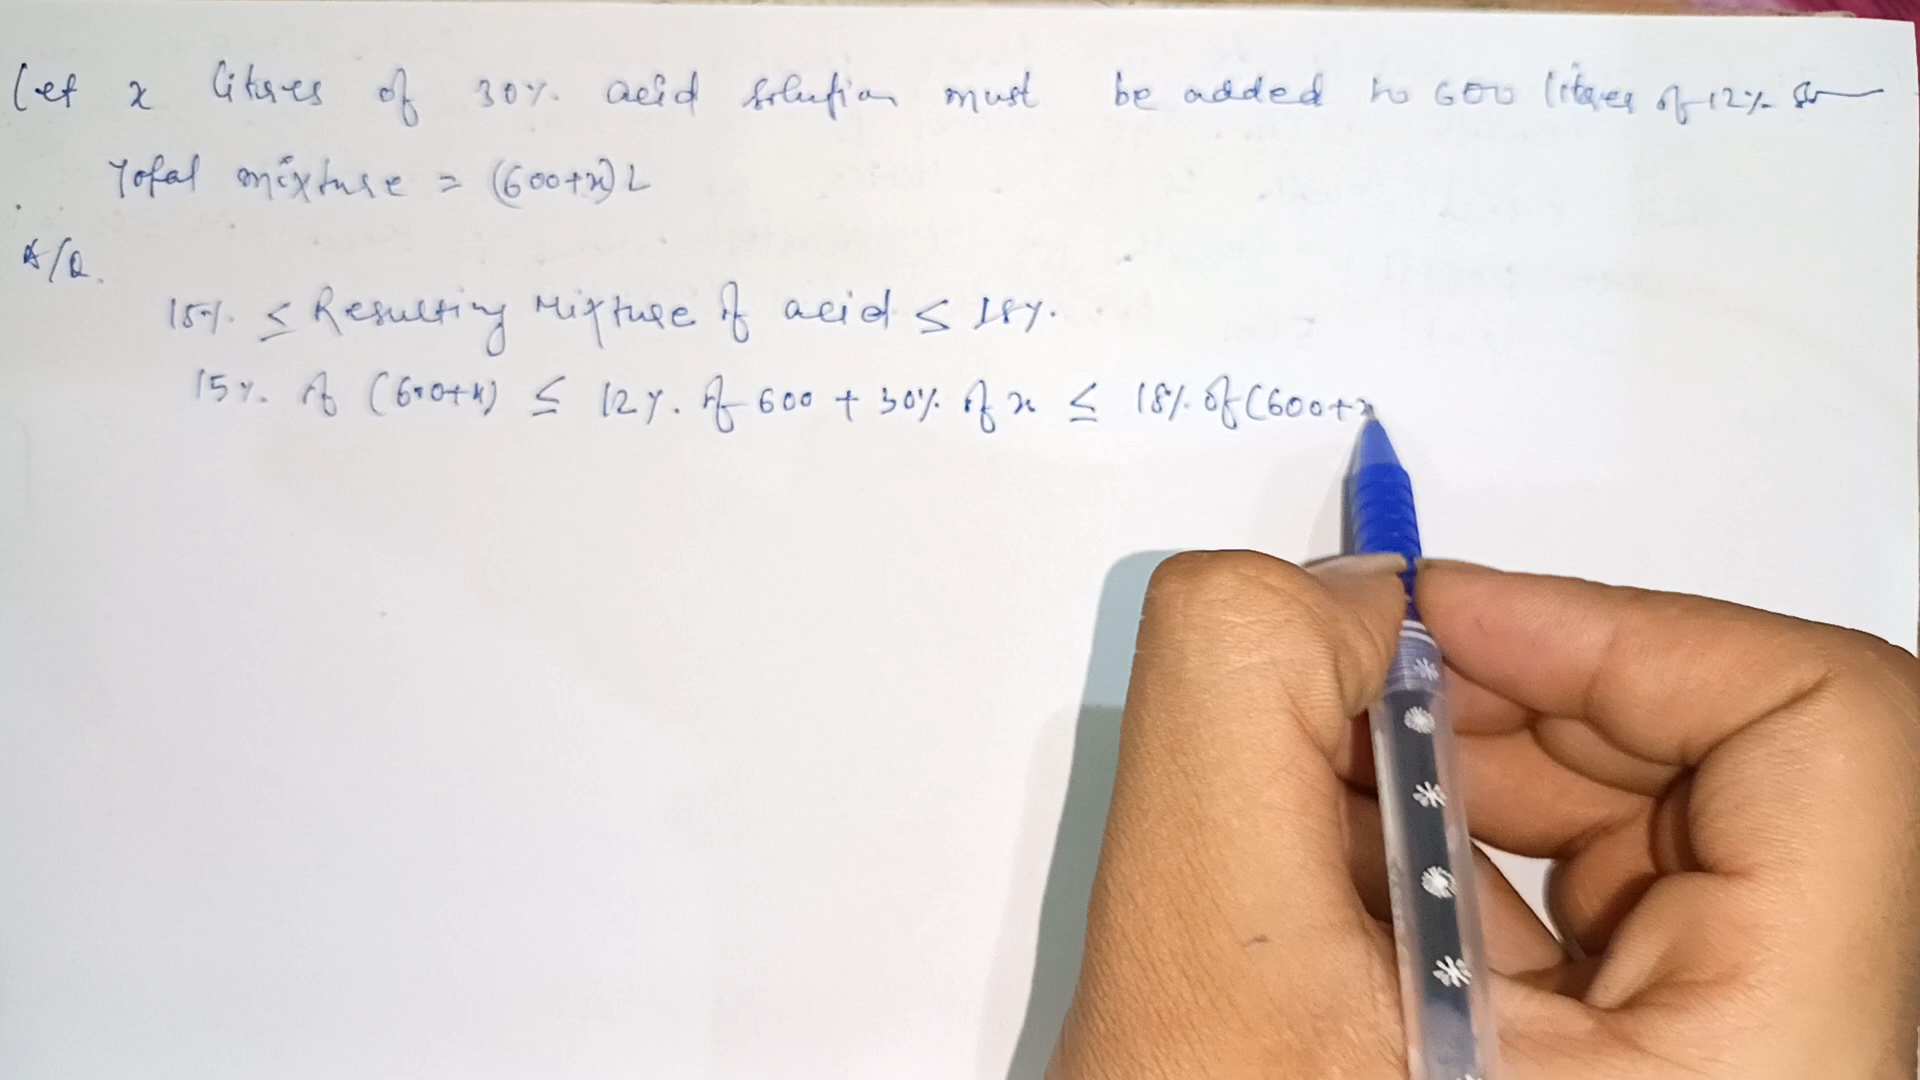 Let x litres of 30% acid solution must be added to 600 litres of 12%
Total mixture = (600+x) L
A/Q.
15% ≤ Resulting Mixture of acid ≤ 18%.
15% of (600+x) ≤ 12% of 600 + 30% of x ≤ 18% of (600+x